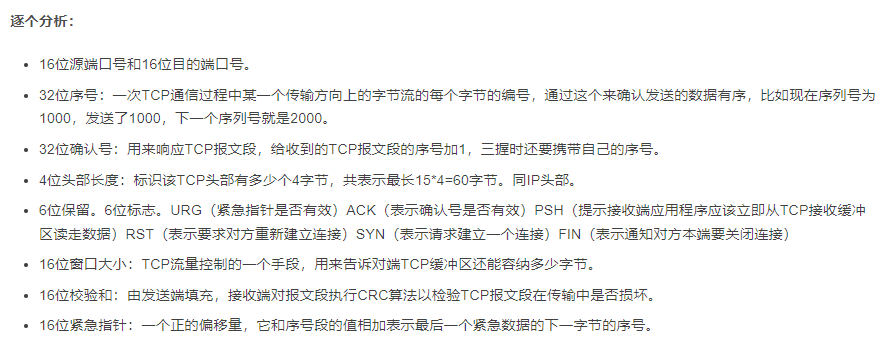 逐个分析：
16位源端口号和16位目的端口号。
32位序号：一次TCP通信过程中某一个传输方向上的字节流的每个字节的编号，通过这个来确认发送的数据有序，比如现在序列号为
1000，发送了1000，下一个序列号就是2000。
32位确认号：用来响应TCP报文段，给收到的TCP报文段的序号加1，三握时还要携带自己的序号。
4位头部长度：标识该TCP头部有多少个4字节，共表示最长15*4=60字节。同IP头部。
6位保留。6位标志。URG（紧急指针是否有效）ACK（表示确认号是否有效）PSH（提示接收端应用程序应该立即从TCP接收缓冲
区读走数据）RST（表示要求对方重新建立连接）SYN（表示请求建立一个连接）FIN（表示通知对方本端要关闭连接）
16位窗口大小：TCP流量控制的一个手段，用来告诉对端TCP缓冲区还能容纳多少字节。
16位校验和：由发送端填充，接收端对报文段执行CRC算法以检验TCP报文段在传输中是否损坏。
16位紧急指针：一个正的偏移量，它和序号段的值相加表示最后一个紧急数据的下一字节的序号。